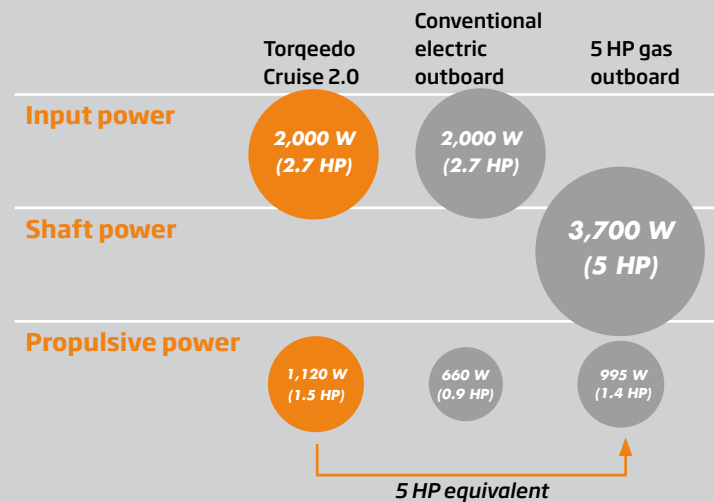 Torqeedo
Cruise 2.0
Conventional
electric
outboard
5 HP gas
outboard
Input power
2,000 W
(2.7 HP)
2,000 W
(2.7 HP)
Shaft power
3,700 W
(5 HP)
Propulsive power
1,120 W
(1.5 HP)
660 W
(0.9 HP)
995 W
(1.4 HP)
5 HP equivalent